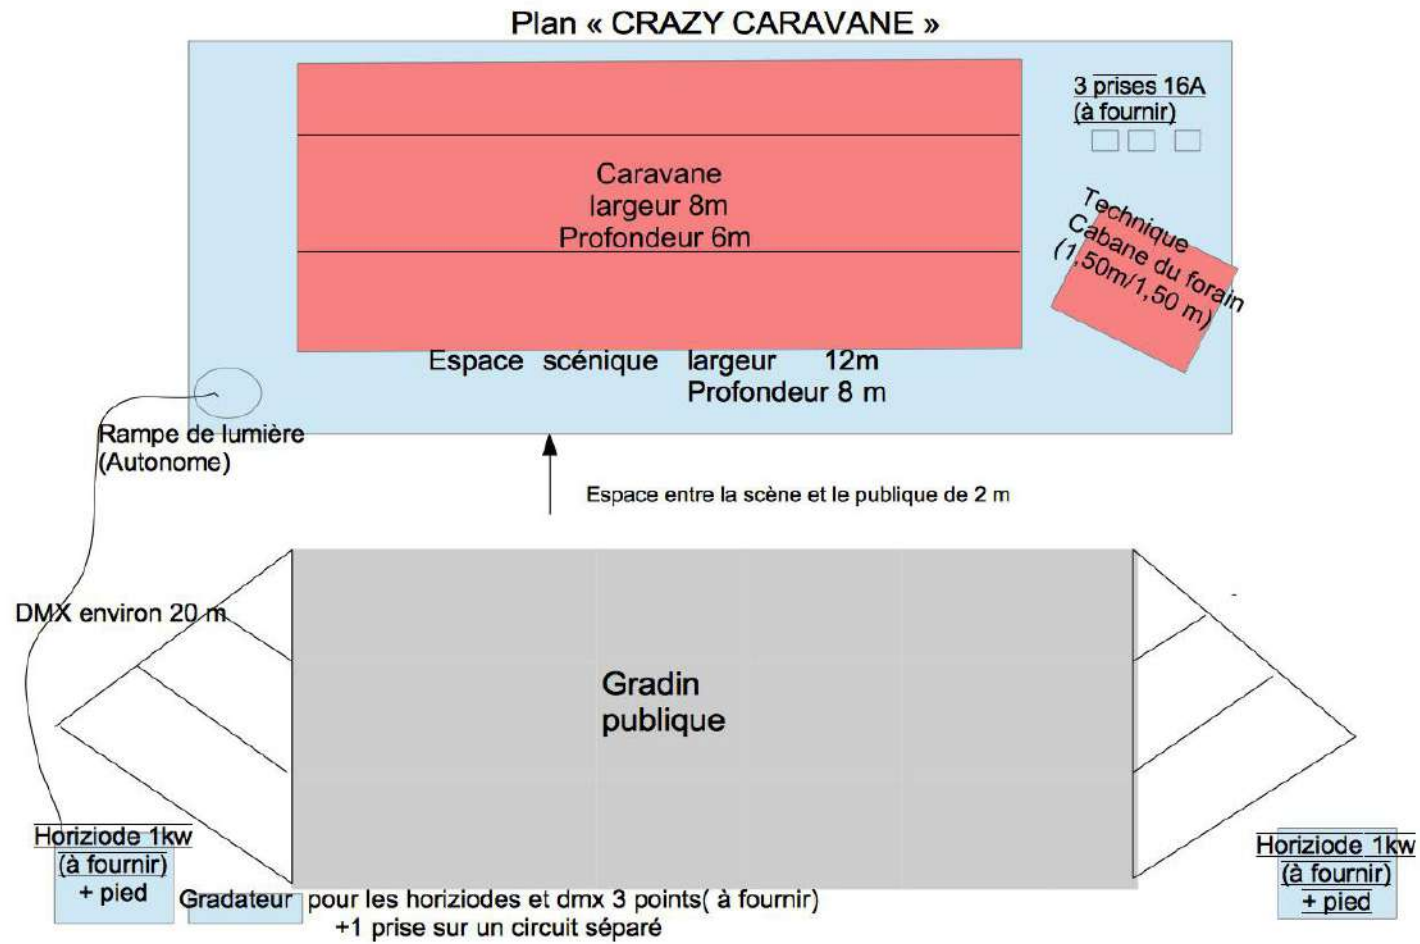 Plan « CRAZY CARAVANE »
3 prises 16A
(à fournir)
Caravane
largeur 8m
Profondeur 6m
Technique
Cabane du forain
(1,50m/1,50 m)
Espace scénique largeur 12m
Profondeur 8 m
Rampe de lumière
(Autonome)
Espace entre la scène et le publique de 2 m
DMX environ 20 m
Gradin
publique
Horiziode 1kw
(à fournir)
+ pied
Gradateur pour les horiziodes et dmx 3 points( à fournir)
+1 prise sur un circuit séparé
Horiziode 1kw
(à fournir)
+ pied